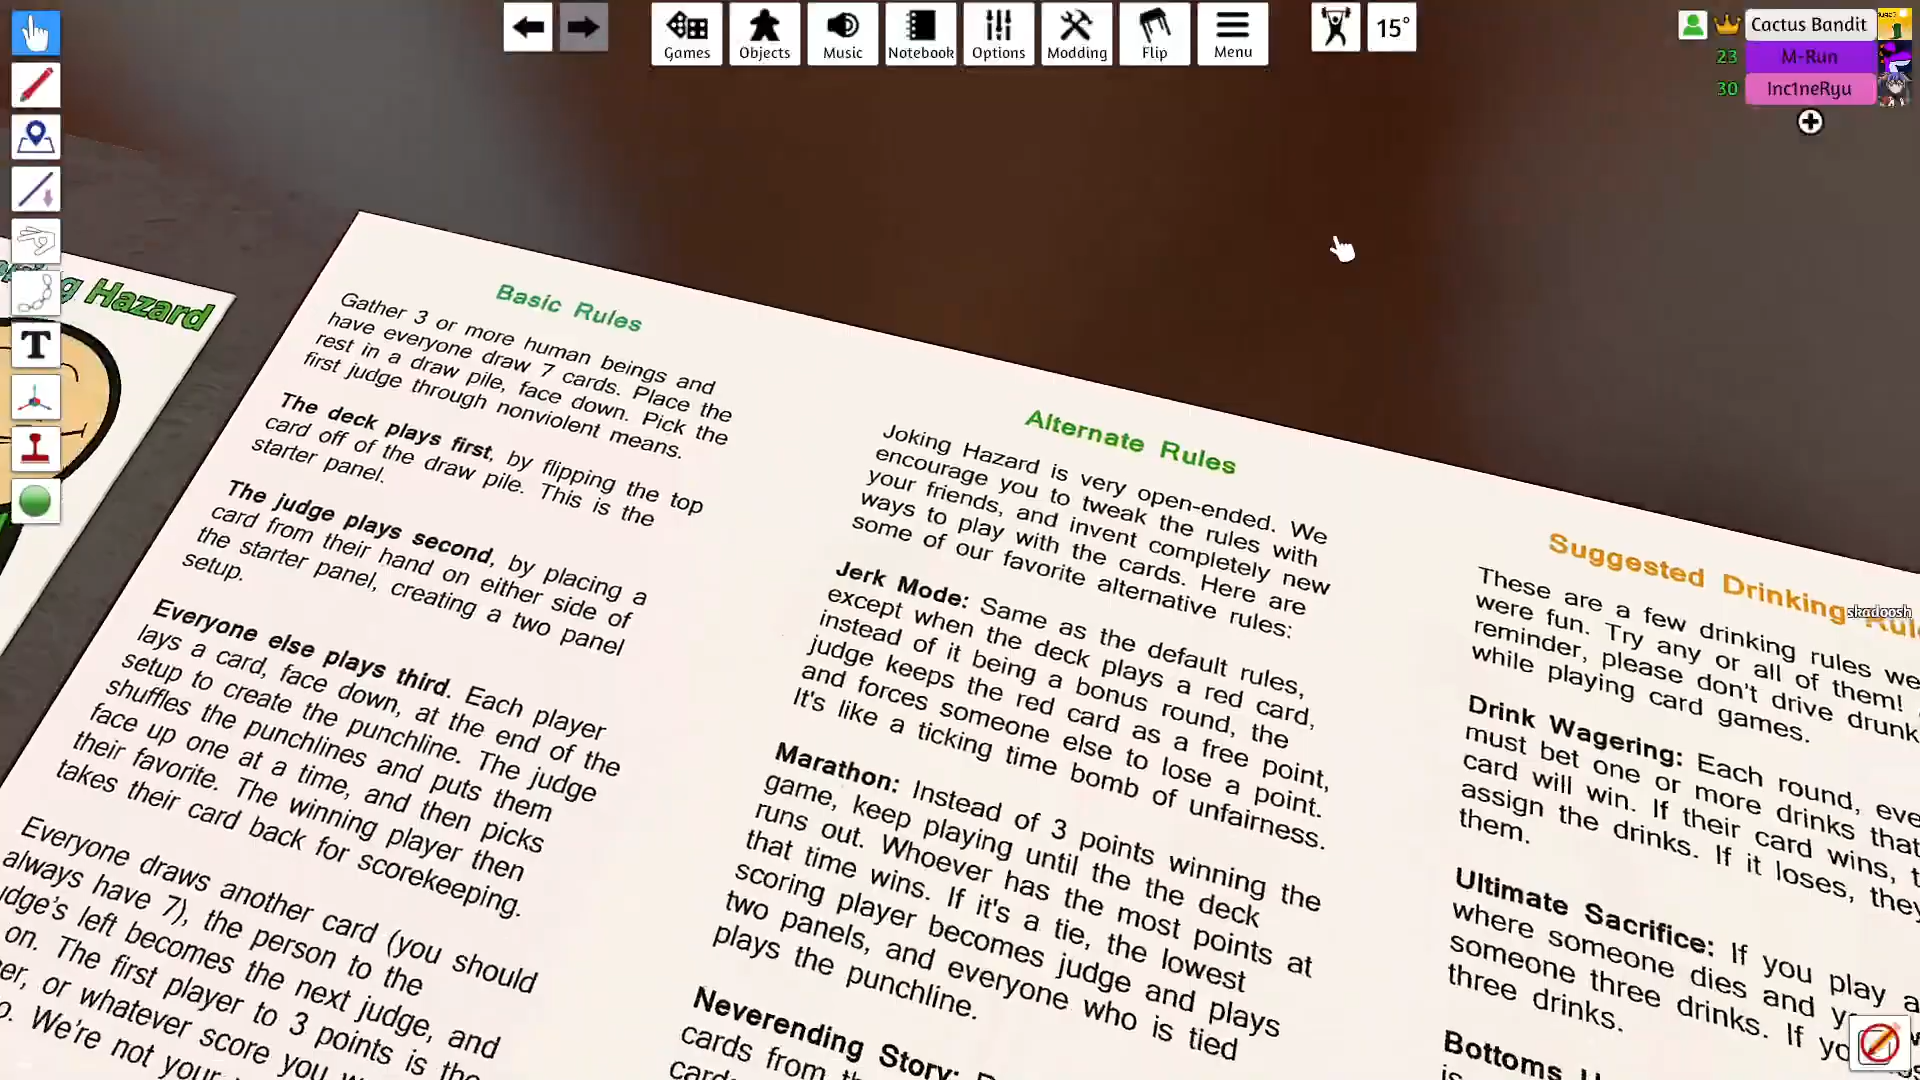 Games
Objects
Music
Notebook
Options
Modding
Flip
Menu
15°
Cactus Bandit
23
M-Run
30
Inc1neRyu
T
Hazard
Basic Rules
Gather 3 or more human beings and
have everyone draw 7 cards. Place the
rest in a draw pile, face down. Pick the
first judge through nonviolent means.
The deck plays first, by flipping the top
card off of the draw pile. This is the
starter panel.
The judge plays second, by placing a
card from their hand on either side of
the starter panel, creating a two panel
setup.
Everyone else plays third. Each player
lays a card, face down, at the end of the
setup to create the punchline. The judge
shuffles the punchlines and puts them
face up one at a time, and then picks
their favorite. The winning player then
takes their card back for scorekeeping.
Everyone draws another card (you should
always have 7), the person to the
left becomes the next judge, and
on. The first player to 3 points is the
or whatever score you
We're not your
Alternate Rules
Joking Hazard is very open-ended. We
encourage you to tweak the rules with
your friends, and invent completely new
ways to play with the cards. Here are
some of our favorite alternative rules:
Jerk Mode: Same as the default rules,
except when the deck plays a red card,
instead of it being a bonus round, the
judge keeps the red card as a free point,
and forces someone else to lose a point.
It's like a ticking time bomb of unfairness.
Marathon: Instead of 3 points winning the
game, keep playing until the the deck
runs out. Whoever has the most points at
that time wins. If it's a tie, the lowest
scoring player becomes judge and plays
two panels, and everyone who is tied
plays the punchline.
Neverending Story:
cards from
Suggested Drinking
skadoosh
These are a few drinking rules we
were fun. Try any or all of them!
reminder, please don't drive drunk
while playing card games.
Drink Wagering: Each round,
must bet one or more drinks that
card will win. If their card wins,
assign the drinks. If it loses, they
them.
Ultimate Sacrifice: If you play a
where someone dies and
someone three drinks. If
three drinks.
Bottoms